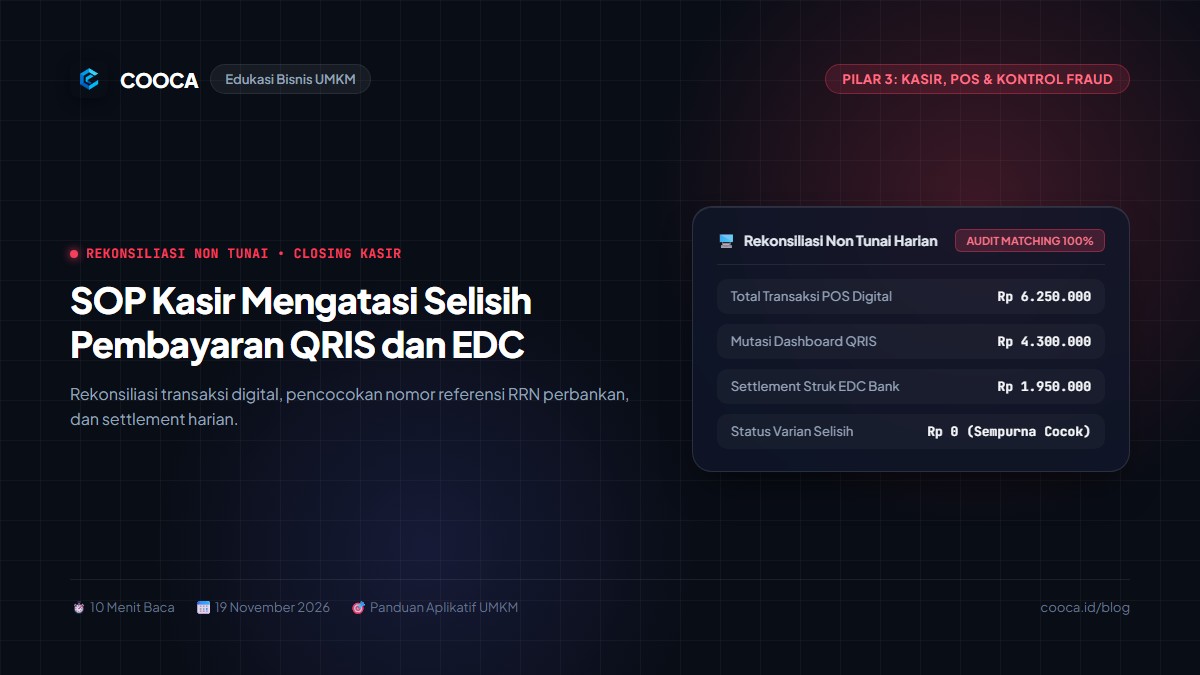 COOCA
Edukasi Bisnis UMKM
PILAR 3: KASIR, POS & KONTROL FRAUD
REKONSILIASI NON TUNAI • CLOSING KASIR
SOP Kasir Mengatasi Selisih
Pembayaran QRIS dan EDC
Rekonsiliasi transaksi digital, pencocokan nomor referensi RRN perbankan,
dan settlement harian.
Rekonsiliasi Non Tunai Harian
AUDIT MATCHING 100%
Total Transaksi POS Digital Rp 6.250.000
Mutasi Dashboard QRIS Rp 4.300.000
Settlement Struk EDC Bank Rp 1.950.000
Status Varian Selisih Rp 0 (Sempurna Cocok)
10 Menit Baca
19 November 2026
Panduan Aplikatif UMKM
cooca.id/blog